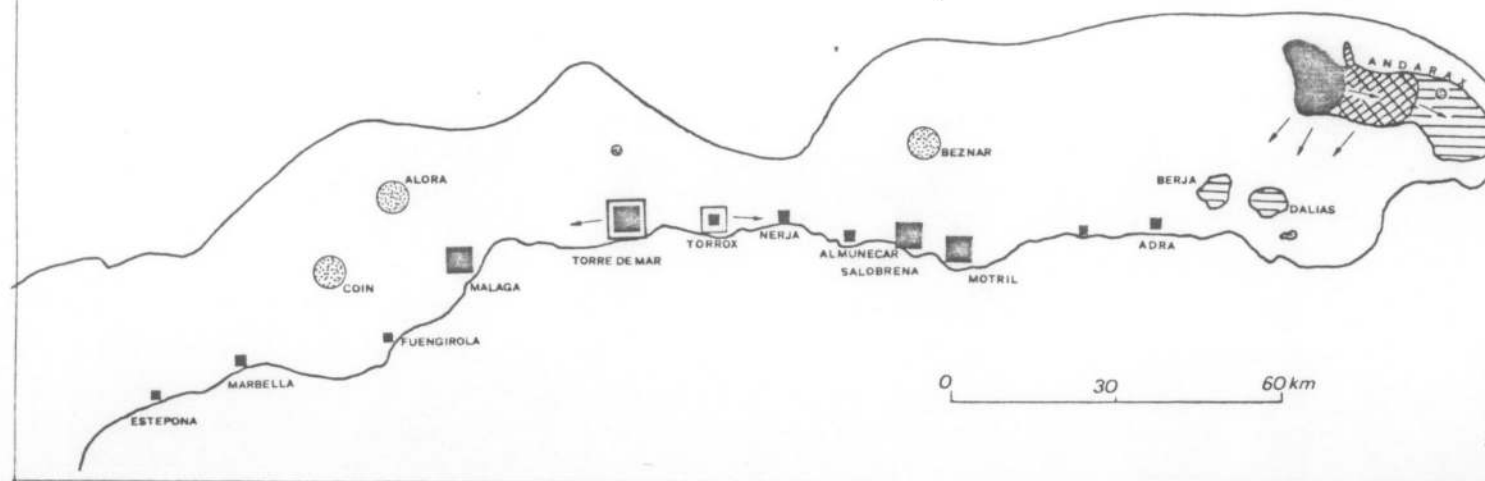 ANDARAX
BEZNAR
ALORA
BERJA
DALIAS
TORROX
NERJA
ADRA
ALMUNECAR
TORRE DE MAR
SALOBRENA
MOTRIL
COIN
MALAGA
FUENGIROLA
MARBELLA
0 30 60 km
ESTEPONA